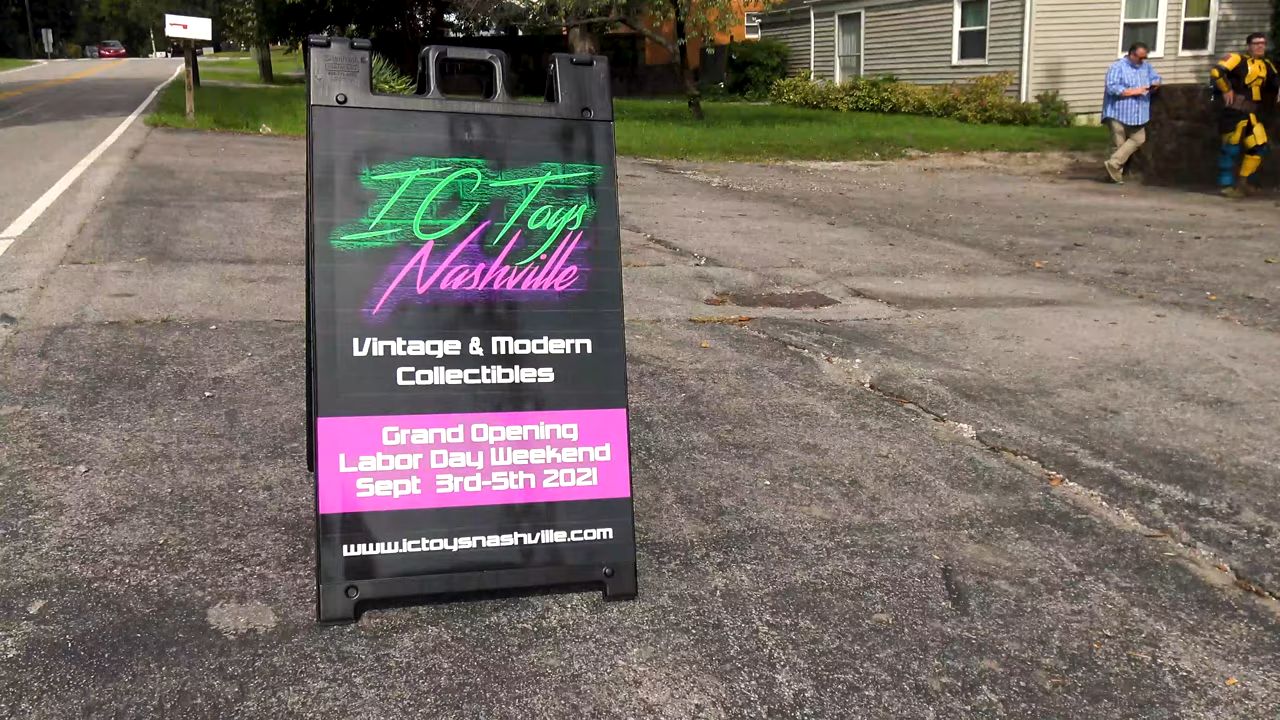 IC Toys
Nashville
Vintage & Modern
Collectibles
Grand Opening
Labor Day Weekend
Sept 3rd-5th 2021
www.ictoysnashville.com